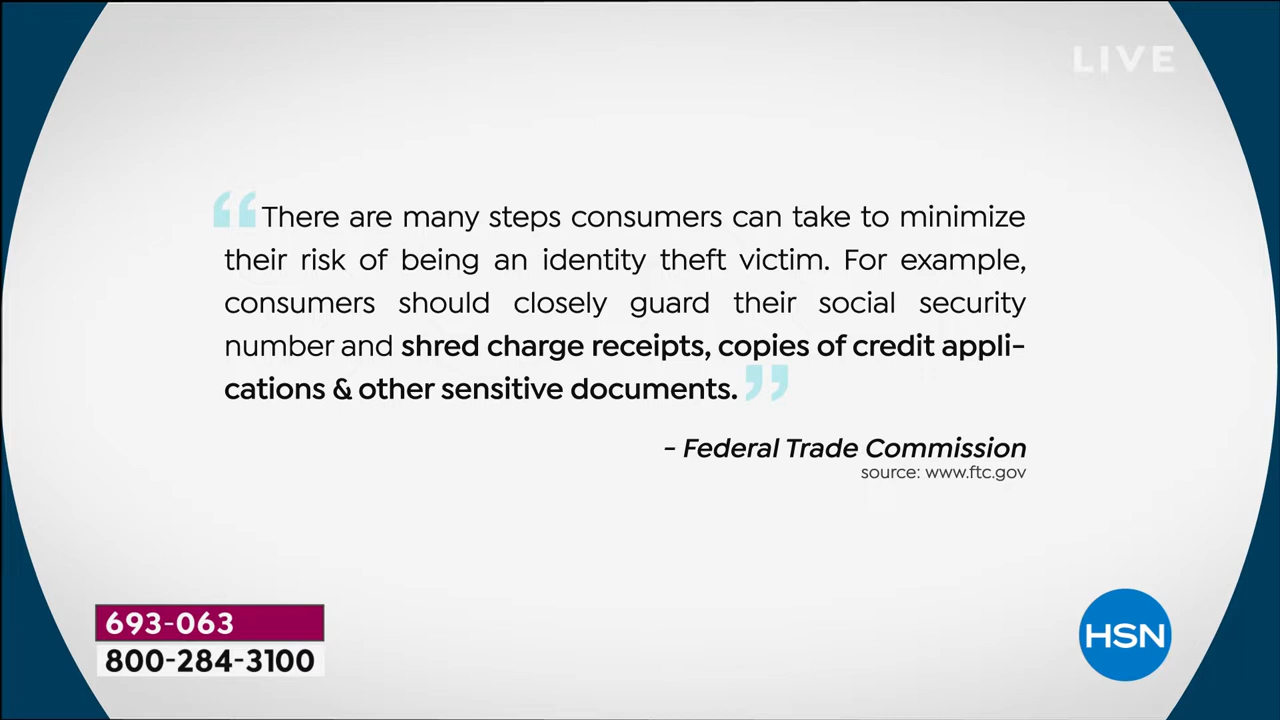 LIVE
“There are many steps consumers can take to minimize
their risk of being an identity theft victim. For example,
consumers should closely guard their social security
number and shred charge receipts, copies of credit appli-
cations & other sensitive documents.”
- Federal Trade Commission
source: www.ftc.gov
693-063
800-284-3100
HSN